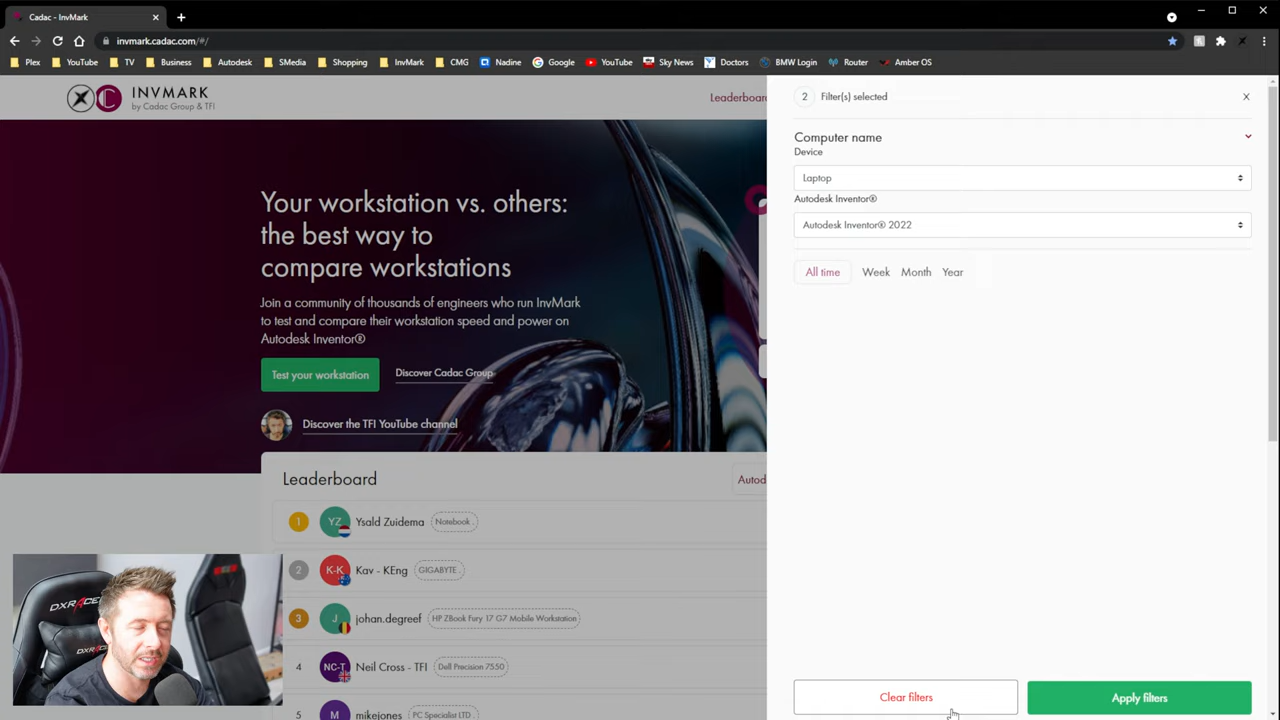 Cadac - InvMark
invmark.cadac.com/#/
Plex YouTube TV Business SMedia Shopping InvMark CMG Nadine Google YouTube Sky News Doctors BMW Login Router Amber OS
INVMARK
by Cadac Group & TFI
Leaderboard
2 Filter(s) selected X
Computer name
Device
Laptop
Autodesk Inventor®
Autodesk Inventor® 2022
All time Week Month Year
Your workstation vs. others:
the best way to
compare workstations
Join a community of thousands of engineers who run InvMark
to test and compare their workstation speed and power on
Autodesk Inventor®
Test your workstation Discover Cadac Group
Discover the TFI YouTube channel
Leaderboard Autod
1 YZ Ysald Zuidema Notebook .
2 K-K Kav - KEng GIGABYTE .
3 J johan.degreef HP ZBook Fury 17 G7 Mobile Workstation
4 NC-T Neil Cross - TFI Dell Precision 7550
5 M mikejones PC Specialist LTD .
Clear filters Apply filters
DXRACER